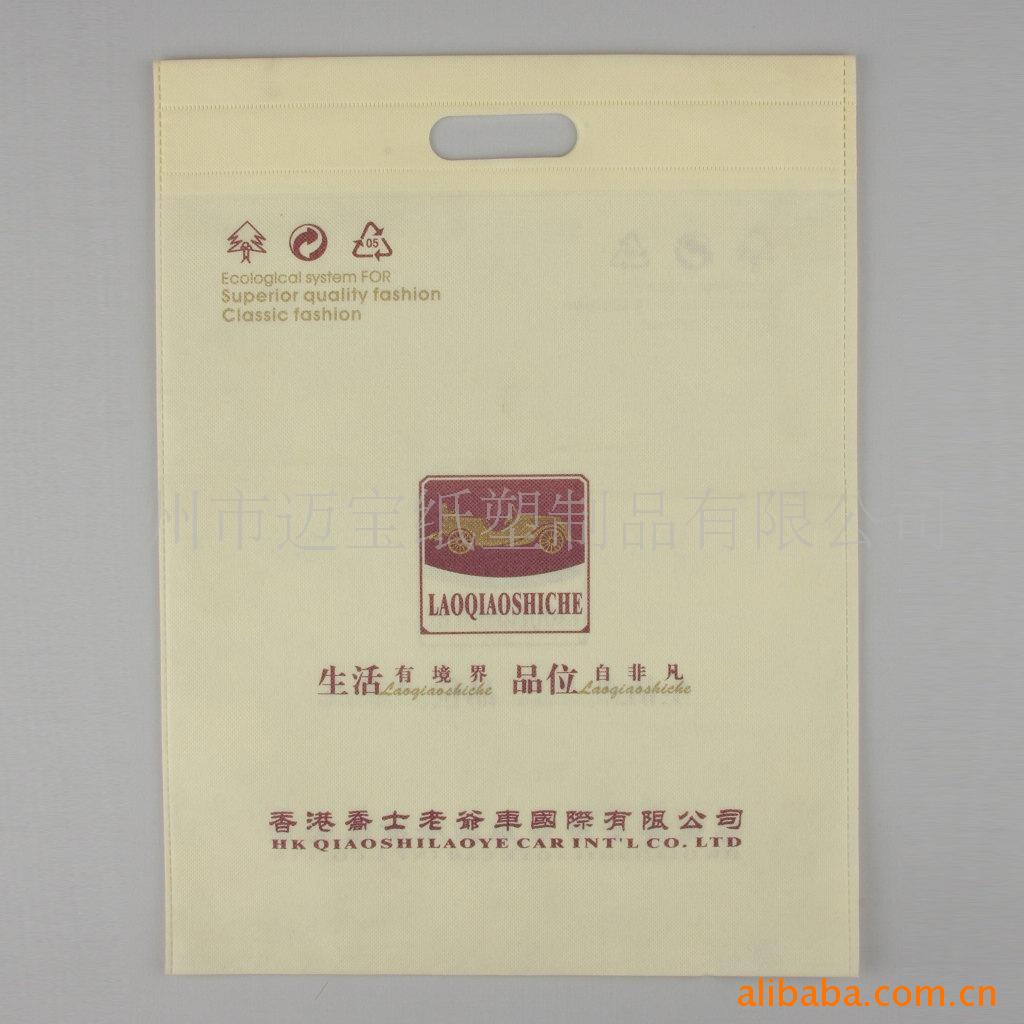 05
Ecological system FOR
Superior quality fashion
Classic fashion
州市迈宝纸塑制品有限公司
LAOQIAOSHICHE
生活有境界 品位自非凡
Laoqiaoshiche Laoqiaoshiche
香港喬士老爺車國際有限公司
HK QIAOSHILAOYE CAR INT'L CO. LTD
alibaba.com.cn